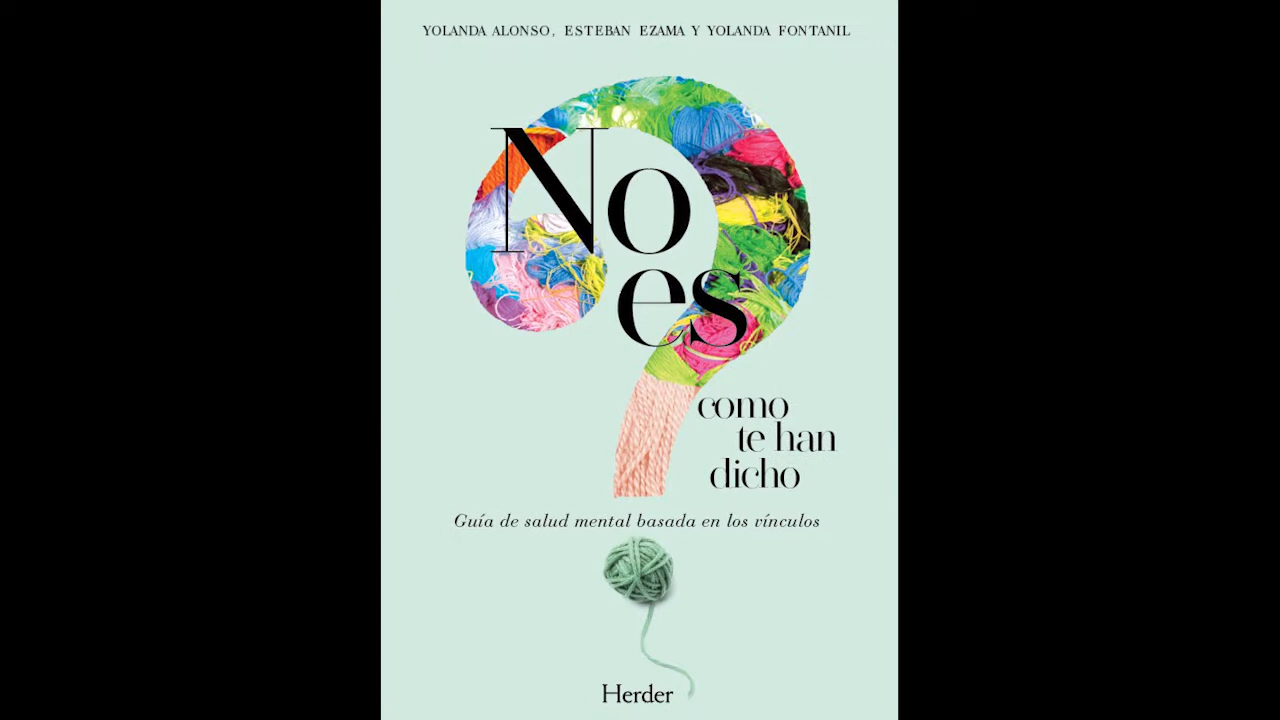 YOLANDA ALONSO, ESTEBAN EZAMA Y YOLANDA FONTANIL
No
es
como
te han
dicho
Guía de salud mental basada en los vínculos
Herder